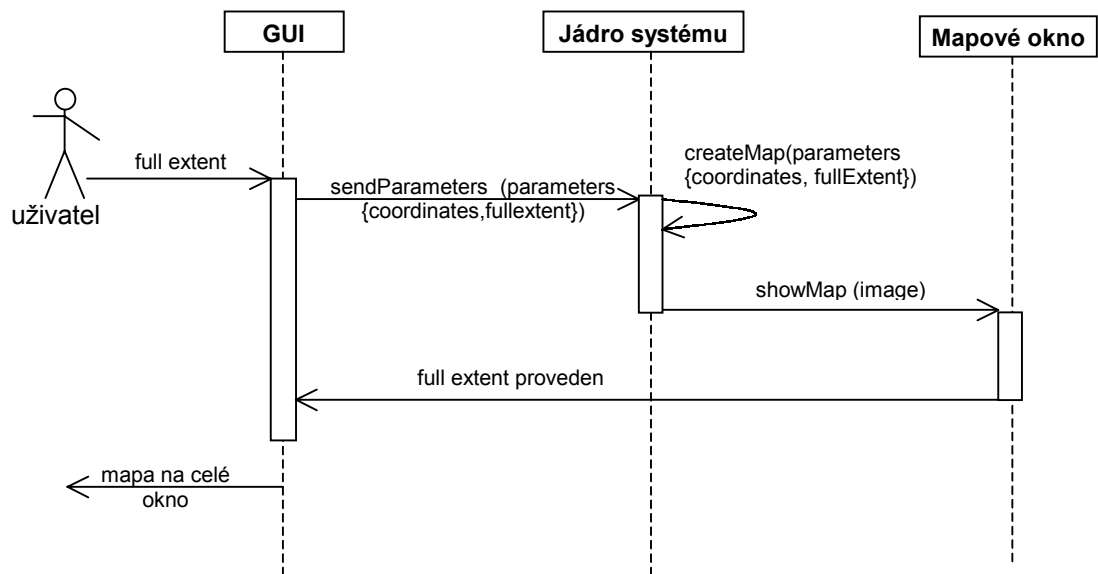 GUI
Jádro systému
Mapové okno
full extent
uživatel
sendParameters (parameters
{coordinates,fullextent})
createMap(parameters
{coordinates, fullExtent})
showMap (image)
full extent proveden
mapa na celé
okno